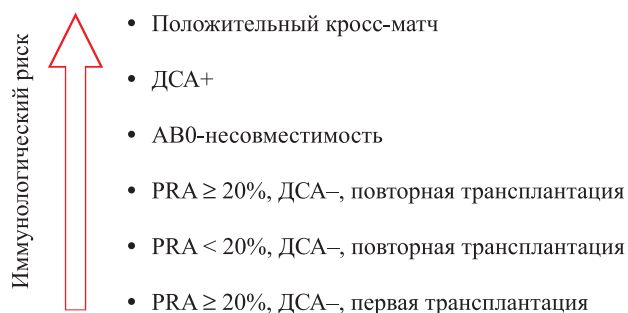 Иммунологический риск
• Положительный кросс-матч
• ДСА+
• АВ0-несовместимость
• PRA ≥ 20%, ДСА–, повторная трансплантация
• PRA < 20%, ДСА–, повторная трансплантация
• PRA ≥ 20%, ДСА–, первая трансплантация